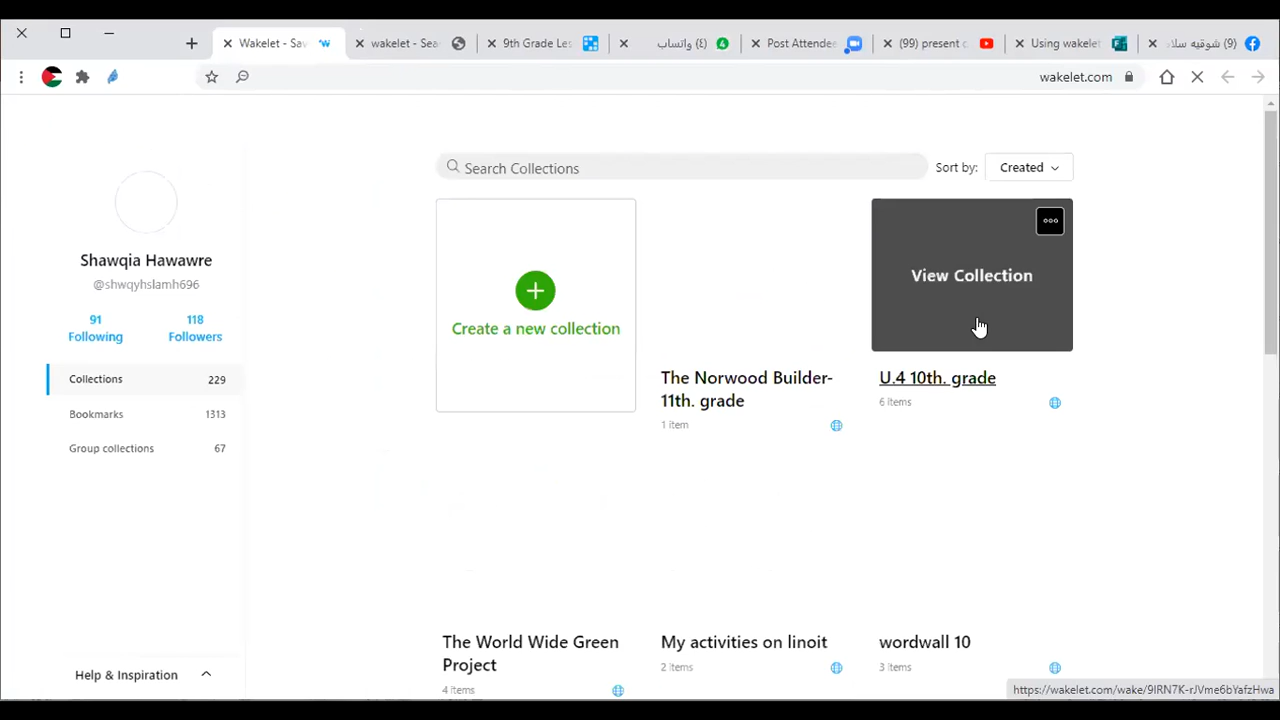 Wakelet - Sav
wakelet - Sea
9th Grade Les
(٤) واتساب
4
Post Attende
(99) present c
Using wakele
(9) شوقيه سلا
wakelet.com
Search Collections
Sort by:
Created
Shawqia Hawawre
@shwqyhslamh696
91
Following
118
Followers
Collections 229
Bookmarks 1313
Group collections 67
Help & Inspiration
Create a new collection
The Norwood Builder-
11th. grade
1 item
View Collection
U.4 10th. grade
6 items
The World Wide Green
Project
4 items
My activities on linoit
2 items
wordwall 10
3 items
https://wakelet.com/wake/9IRN7K-rJVme6bYafzHwa